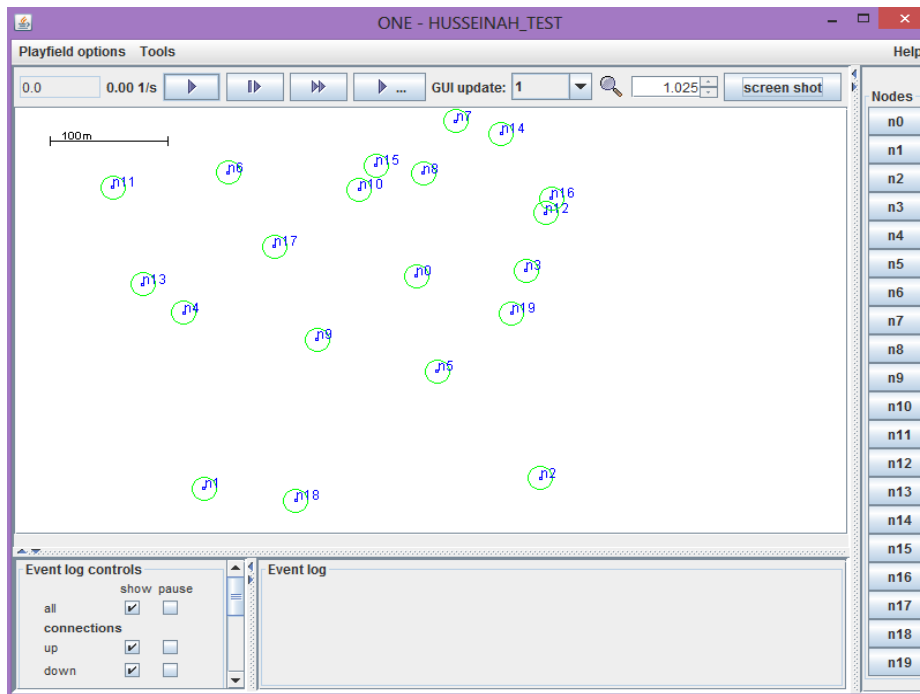 ONE - HUSSEINAH_TEST
Playfield options Tools Help
0.0 0.00 1/s ... GUI update: 1 1.025 screen shot
Nodes
n0
n1
n2
n3
n4
n5
n6
n7
n8
n9
n10
n11
n12
n13
n14
n15
n16
n17
n18
n19
100m
n7
n14
n15
n6
n8
n11
n10
n16
n12
n17
n0
n3
n13
n4
n19
n9
n5
n2
n1
n18
Event log controls
show pause
all
connections
up
down
Event log